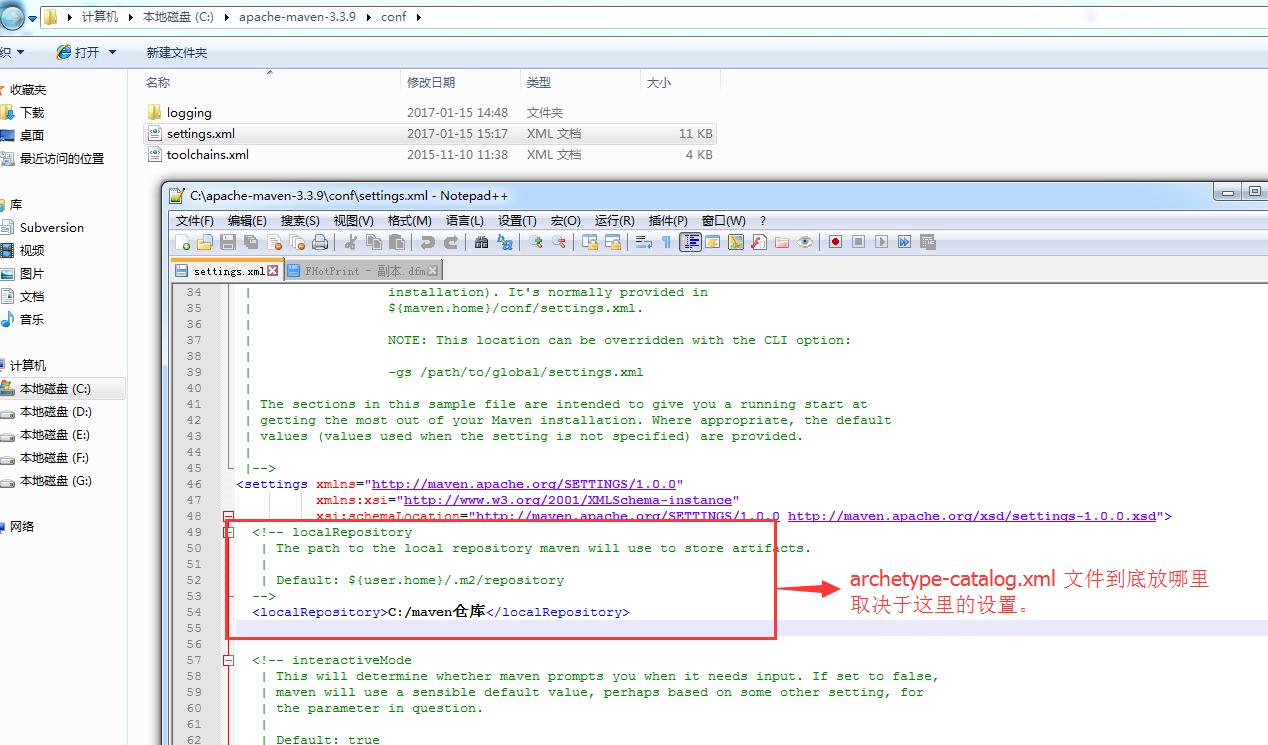 计算机 本地磁盘 (C:) apache-maven-3.3.9 conf
织 打开 新建文件夹
收藏夹
下载
桌面
最近访问的位置
库
Subversion
视频
图片
文档
音乐
计算机
本地磁盘 (C:)
本地磁盘 (D:)
本地磁盘 (E:)
本地磁盘 (F:)
本地磁盘 (G:)
网络
名称 修改日期 类型 大小
logging 2017-01-15 14:48 文件夹
settings.xml 2017-01-15 15:17 XML 文档 11 KB
toolchains.xml 2015-11-10 11:38 XML 文档 4 KB
C:\apache-maven-3.3.9\conf\settings.xml - Notepad++
文件(F) 编辑(E) 搜索(S) 视图(V) 格式(M) 语言(L) 设置(T) 宏(O) 运行(R) 插件(P) 窗口(W) ?
settings.xml FHotPrint - 副本.dfm
34 | installation). It's normally provided in
35 | ${maven.home}/conf/settings.xml.
36 |
37 | NOTE: This location can be overridden with the CLI option:
38 |
39 | -gs /path/to/global/settings.xml
40 |
41 | The sections in this sample file are intended to give you a running start at
42 | getting the most out of your Maven installation. Where appropriate, the default
43 | values (values used when the setting is not specified) are provided.
44 |
45 |-->
46 <settings xmlns="http://maven.apache.org/SETTINGS/1.0.0"
47 xmlns:xsi="http://www.w3.org/2001/XMLSchema-instance"
48 xsi:schemaLocation="http://maven.apache.org/SETTINGS/1.0.0 http://maven.apache.org/xsd/settings-1.0.0.xsd">
49 <!-- localRepository
50 | The path to the local repository maven will use to store artifacts.
51 |
52 | Default: ${user.home}/.m2/repository
53 -->
54 <localRepository>C:/maven仓库</localRepository>
55
56
57 <!-- interactiveMode
58 | This will determine whether maven prompts you when it needs input. If set to false,
59 | maven will use a sensible default value, perhaps based on some other setting, for
60 | the parameter in question.
61 |
62 | Default: true
archetype-catalog.xml 文件到底放哪里
取决于这里的设置。